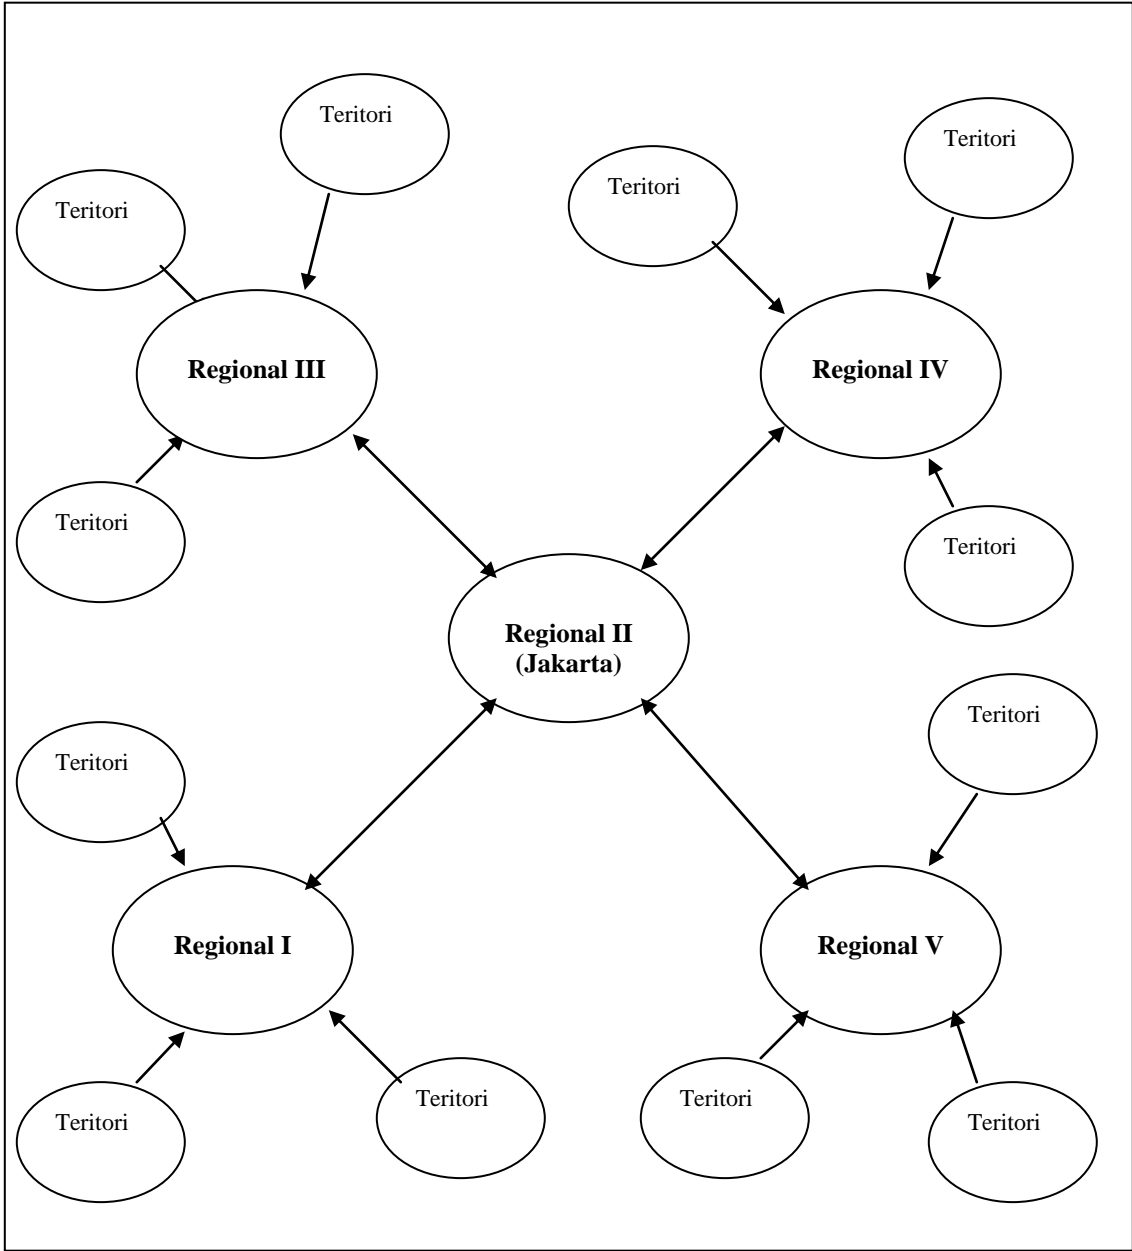 Teritori
Teritori
Teritori
Teritori
Regional III
Regional IV
Teritori
Teritori
Regional II
(Jakarta)
Teritori
Teritori
Regional I
Regional V
Teritori
Teritori
Teritori
Teritori